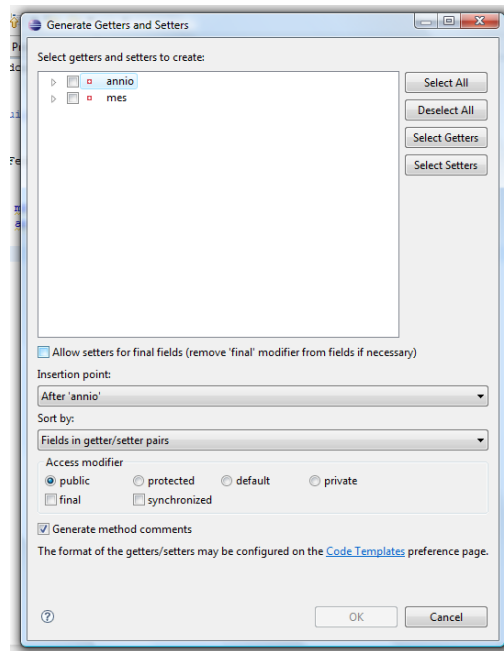 Generate Getters and Setters
Select getters and setters to create:
annio
mes
Select All
Deselect All
Select Getters
Select Setters
Allow setters for final fields (remove 'final' modifier from fields if necessary)
Insertion point:
After 'annio'
Sort by:
Fields in getter/setter pairs
Access modifier
public protected default private
final synchronized
Generate method comments
The format of the getters/setters may be configured on the Code Templates preference page.
OK Cancel